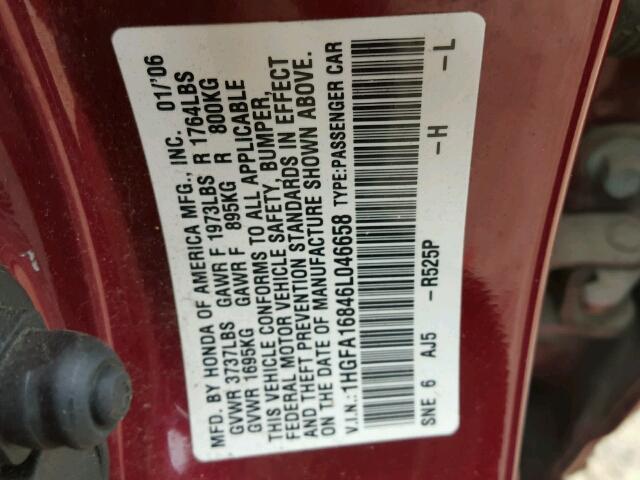 MFD. BY HONDA OF AMERICA MFG., INC. 01/'06
GVWR 3737LBS GAWR F 1973LBS R 1764LBS
GVWR 1695KG GAWR F 895KG R 800KG
THIS VEHICLE CONFORMS TO ALL APPLICABLE
FEDERAL MOTOR VEHICLE SAFETY, BUMPER,
AND THEFT PREVENTION STANDARDS IN EFFECT
ON THE DATE OF MANUFACTURE SHOWN ABOVE.
V.I.N.: 1HGFA16846L046658 TYPE:PASSENGER CAR
SNE 6 AJ5 -R525P -H -L